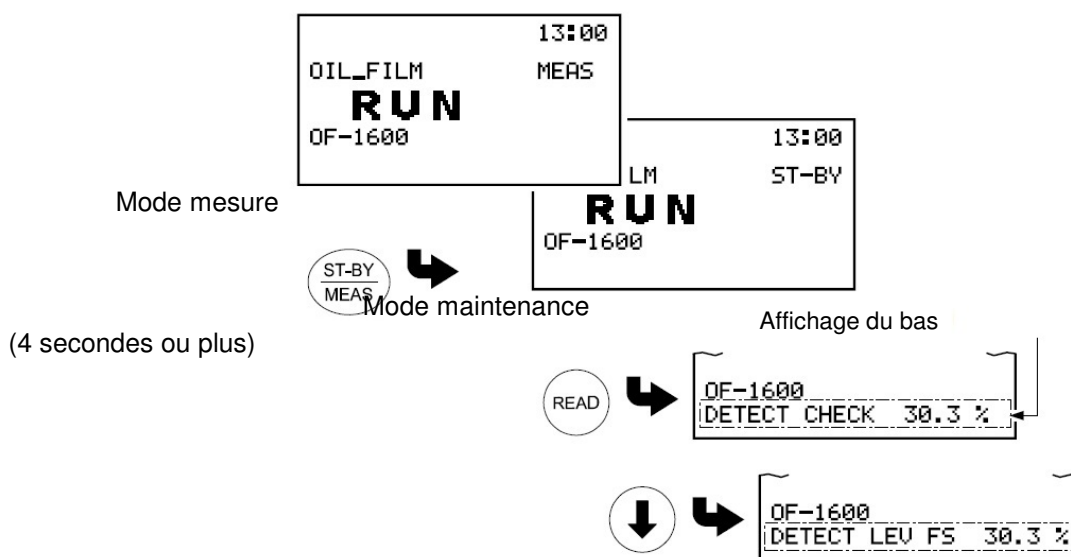 13:00
OIL_FILM MEAS
RUN
OF-1600
13:00
LM ST-BY
RUN
OF-1600
Mode mesure
ST-BY
MEAS
Mode maintenance
(4 secondes ou plus)
Affichage du bas
READ
OF-1600
DETECT CHECK 30.3 %
OF-1600
DETECT LEV FS 30.3 %